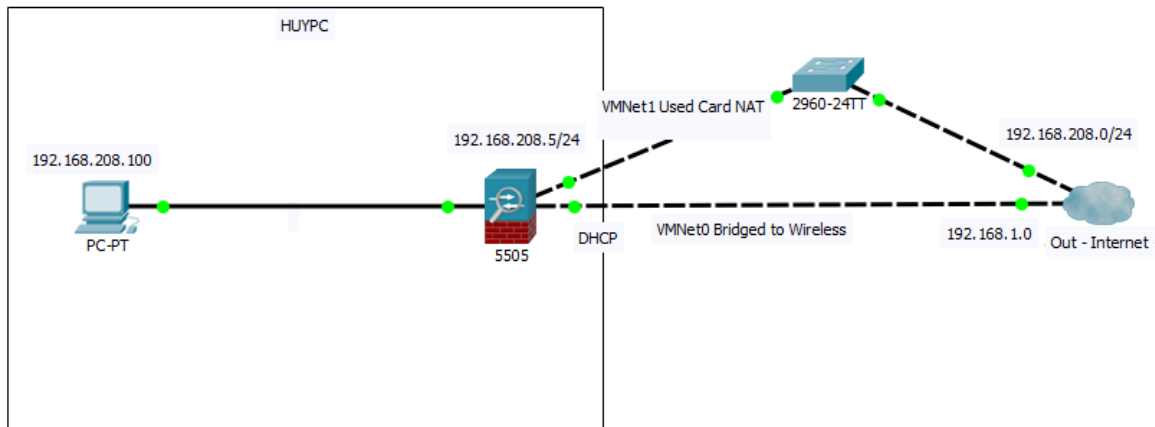 HUYPC
VMNet1 Used Card NAT
2960-24TT
192.168.208.5/24
192.168.208.0/24
192.168.208.100
PC-PT
5505
DHCP
VMNet0 Bridged to Wireless
192.168.1.0
Out - Internet